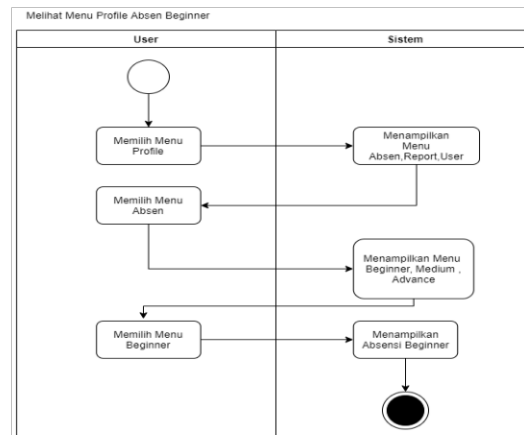 Melihat Menu Profile Absen Beginner
User
Sistem
Memilih Menu
Profile
Menampilkan
Menu
Absen,Report,User
Memilih Menu
Absen
Menampilkan Menu
Beginner, Medium ,
Advance
Memilih Menu
Beginner
Menampilkan
Absensi Beginner